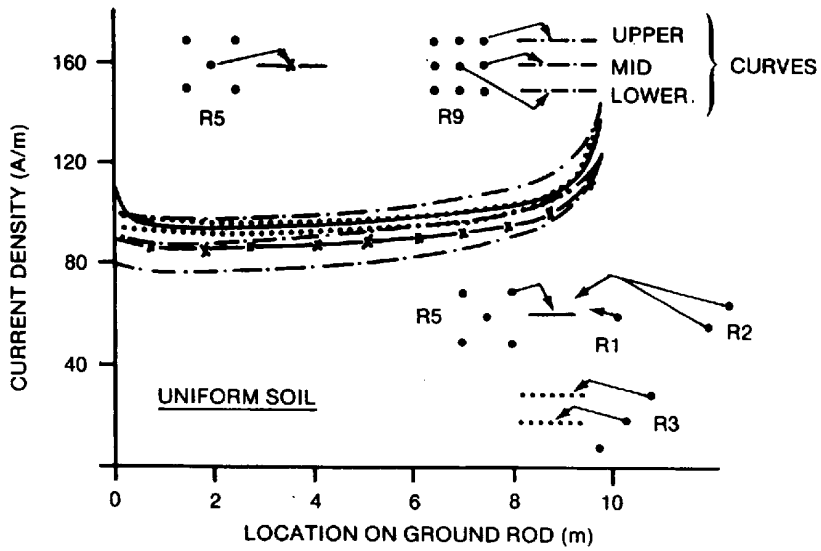 160
120
80
40
CURRENT DENSITY (A/m)
R5
R9
UPPER
MID
LOWER
CURVES
R5
R1
R2
R3
UNIFORM SOIL
0
2
4
6
8
10
LOCATION ON GROUND ROD (m)